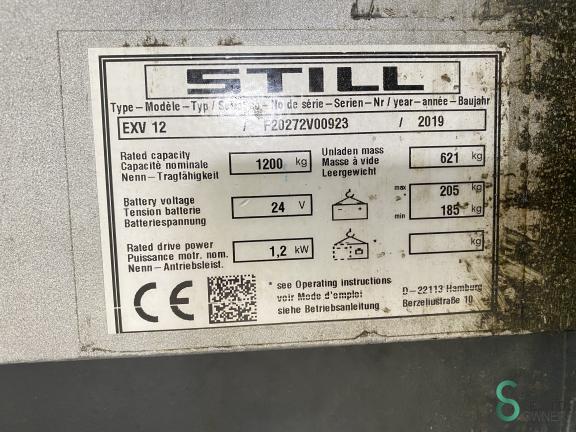 STILL
Type – Modèle – Typ / Serial – No de série – Serien – Nr / year – année – Baujahr
EXV 12 / F20272V00923 / 2019
Rated capacity
Capacité nominale
Nenn – Tragfähigkeit
1200 kg
Unladen mass
Masse à vide
Leergewicht
621 kg
Battery voltage
Tension batterie
Batteriespannung
24 V
max 205 kg
min 185 kg
Rated drive power
Puissance motr. nom.
Nenn – Antriebsleist.
1,2 kW
kg
CE
* see Operating instructions
voir Mode d'emploi
siehe Betriebsanleitung
D – 22113 Hamburg
Berzeliusstraße 10
OWNER